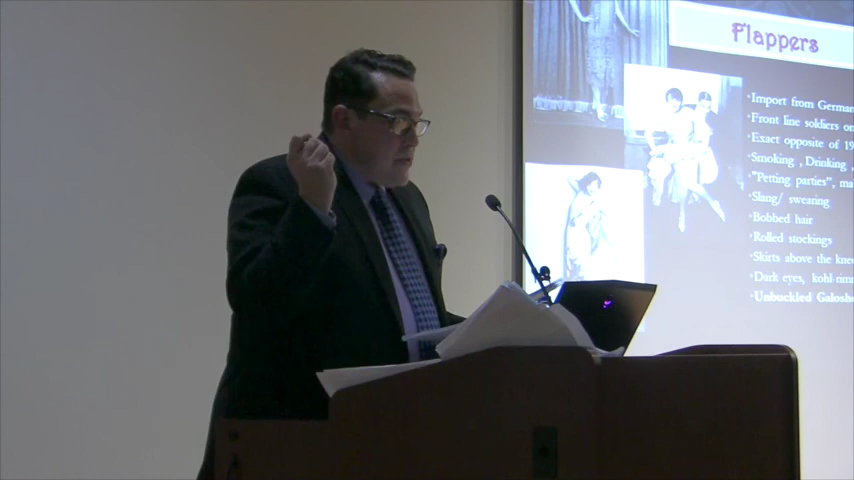 Flappers
•Import from German
•Front line soldiers on
•Exact opposite of 19
•Smoking , Drinking ,
•"Petting parties", ma
•Slang/ swearing
•Bobbed hair
•Rolled stockings
•Skirts above the knee
•Dark eyes, kohl-rim
•Unbuckled Galosh